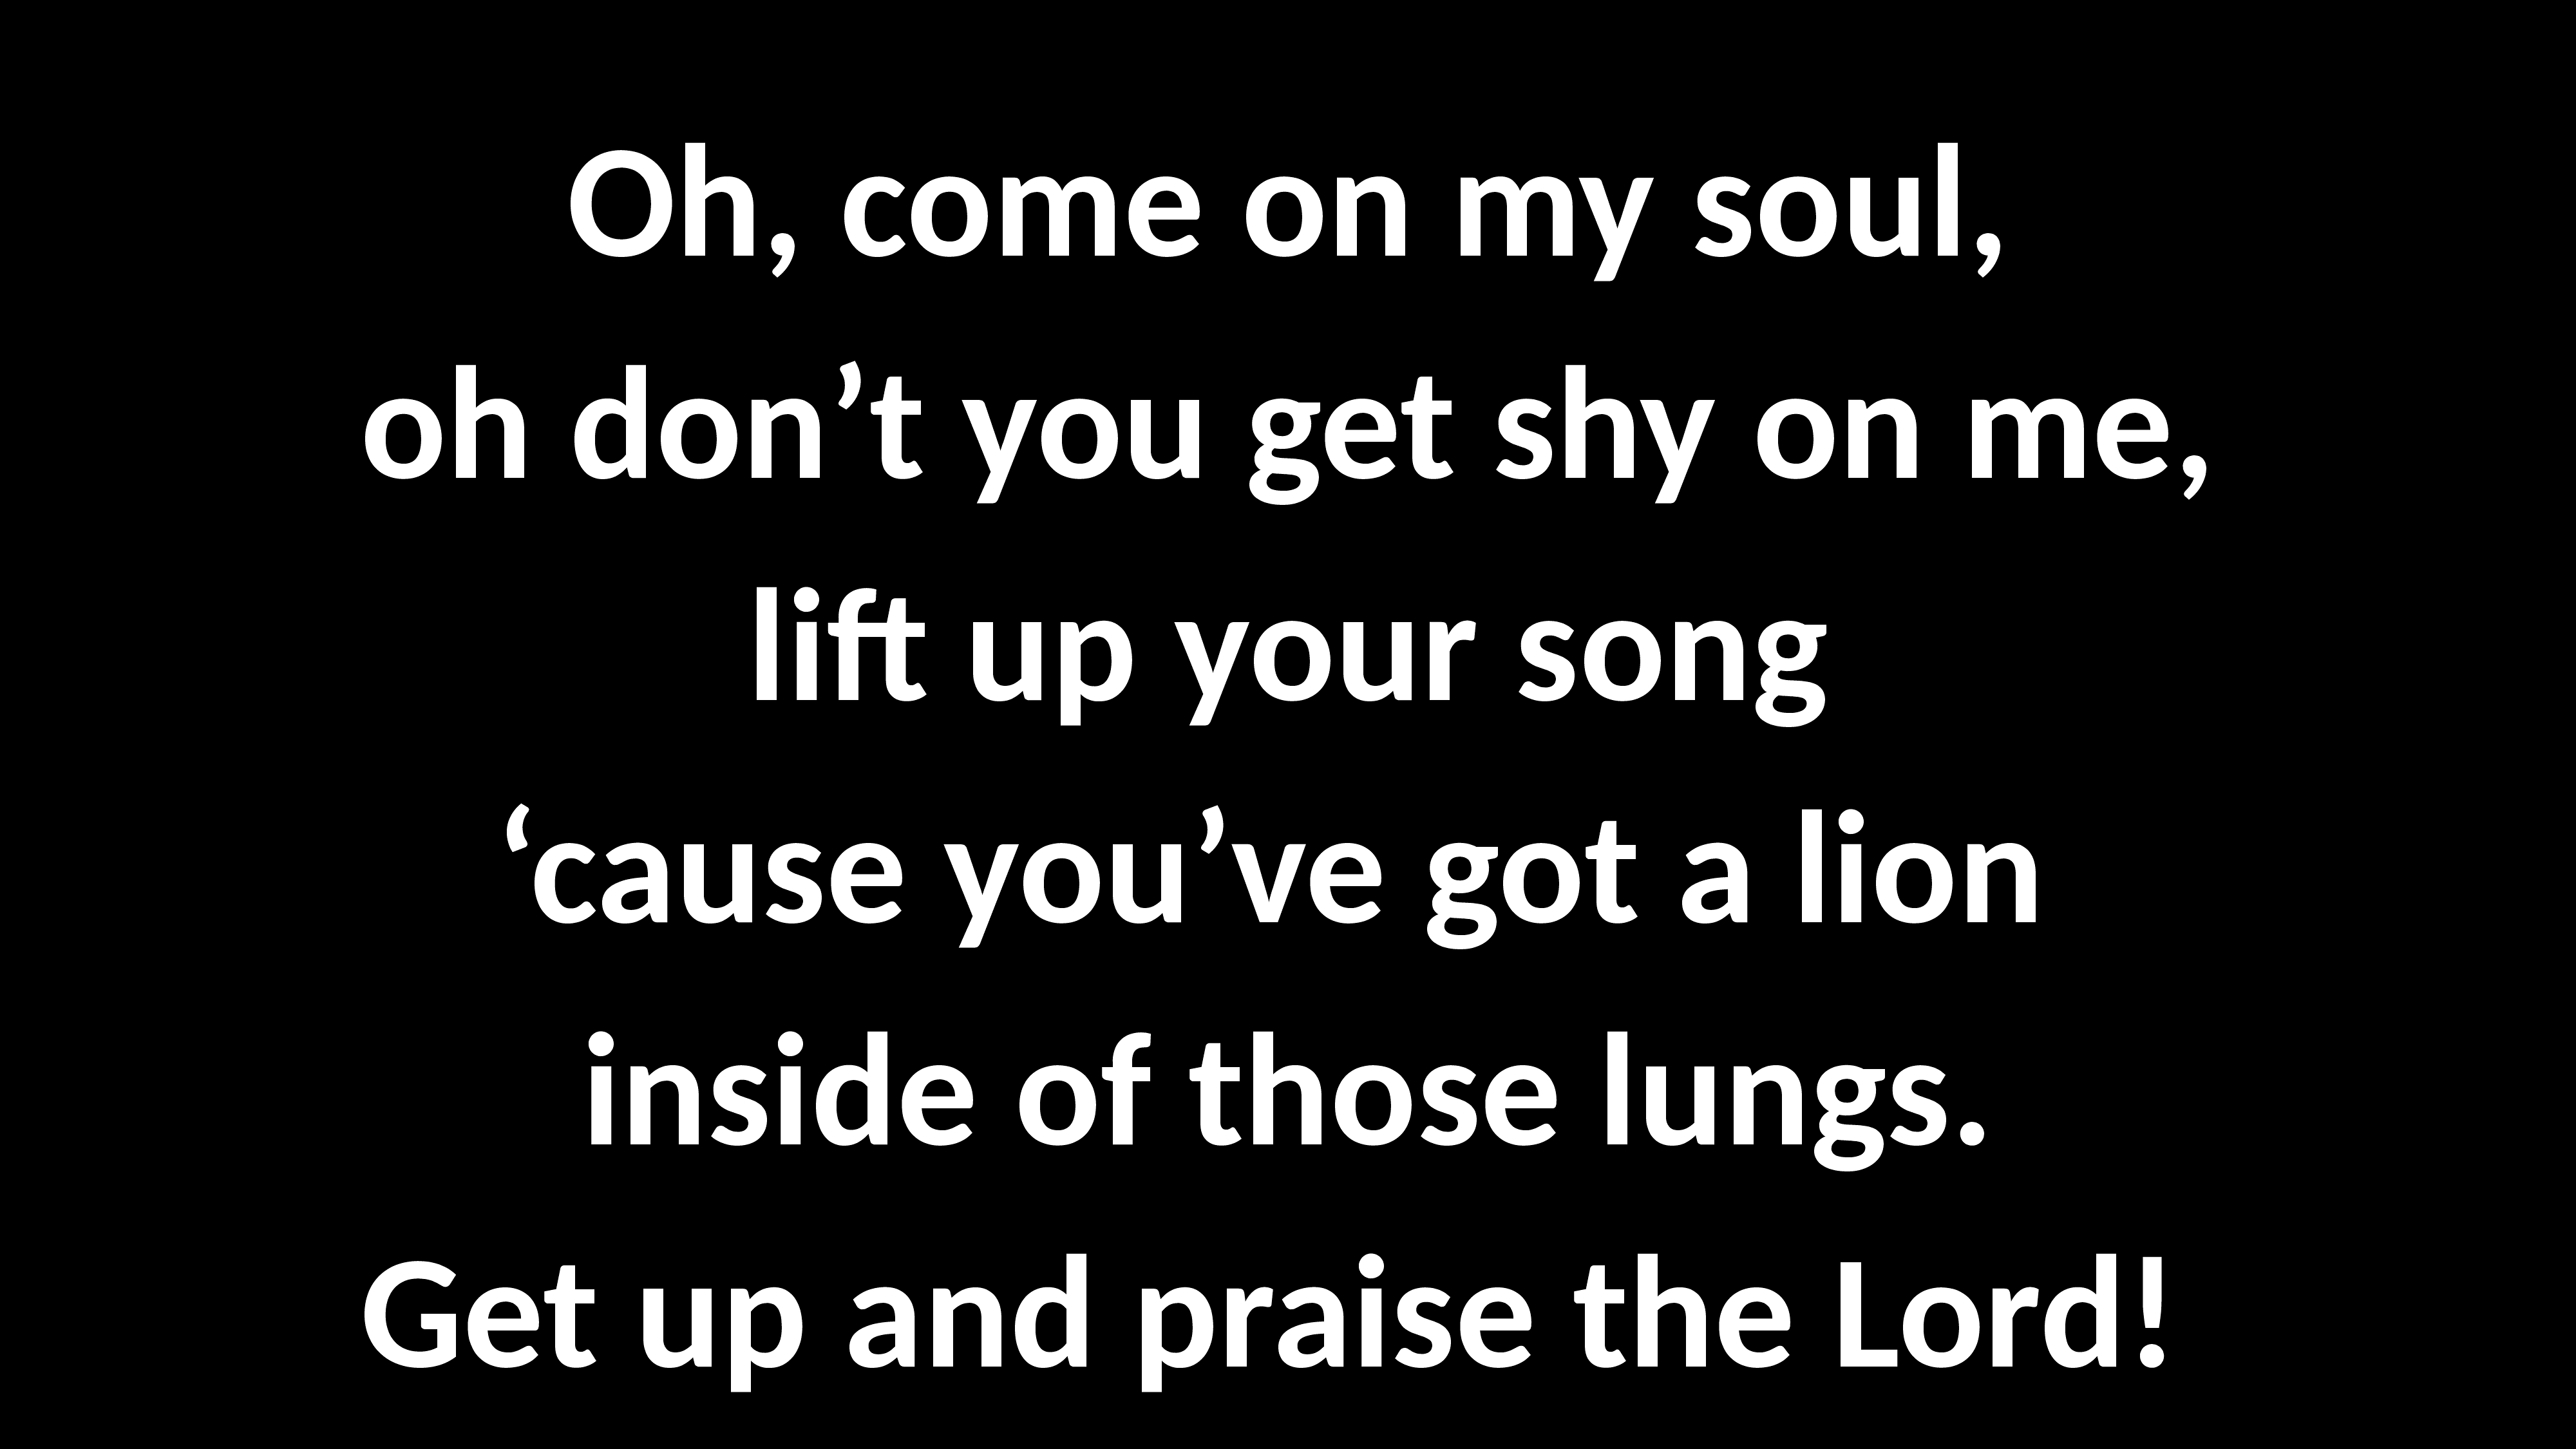 Oh, come on my soul,
oh don’t you get shy on me,
lift up your song
‘cause you’ve got a lion
inside of those lungs.
Get up and praise the Lord!